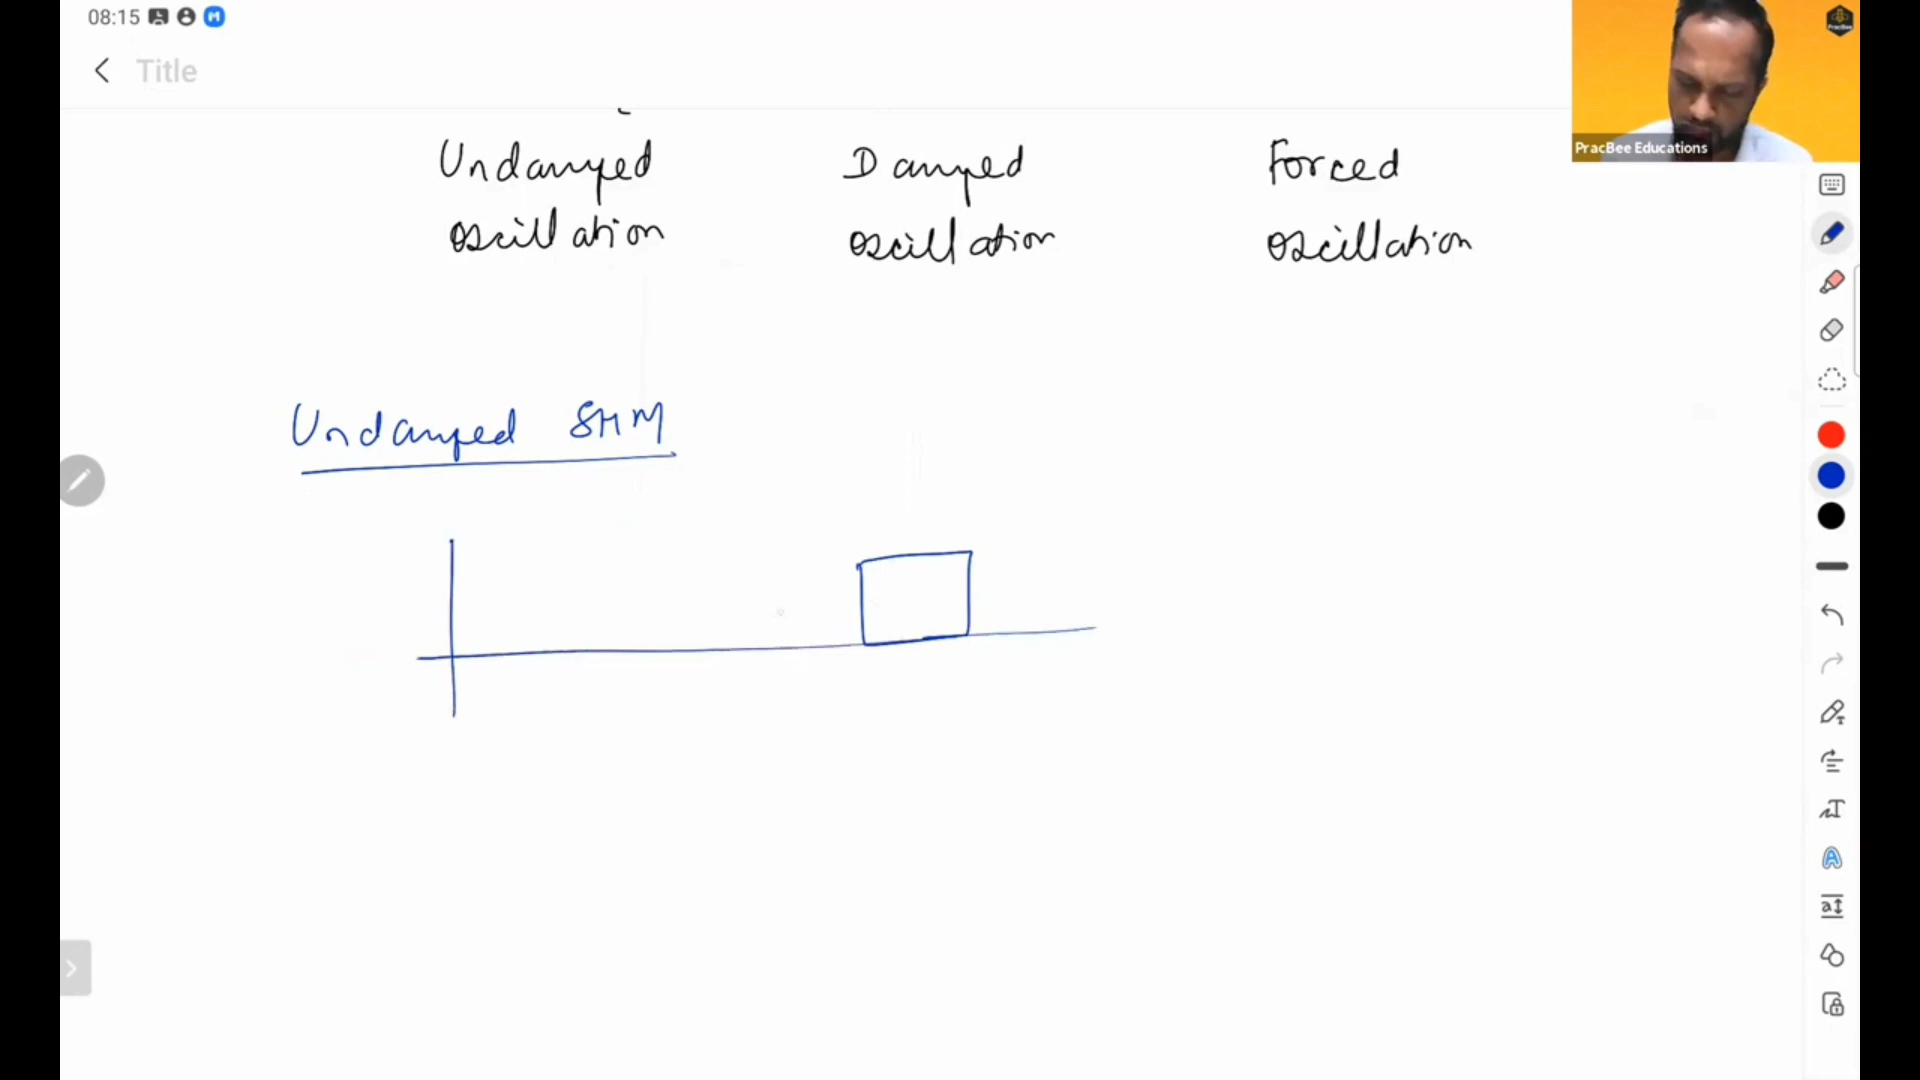 08:15
Title
PracBee Educations
Undamped Damped Forced
oscillation oscillation oscillation
Undamped SHM